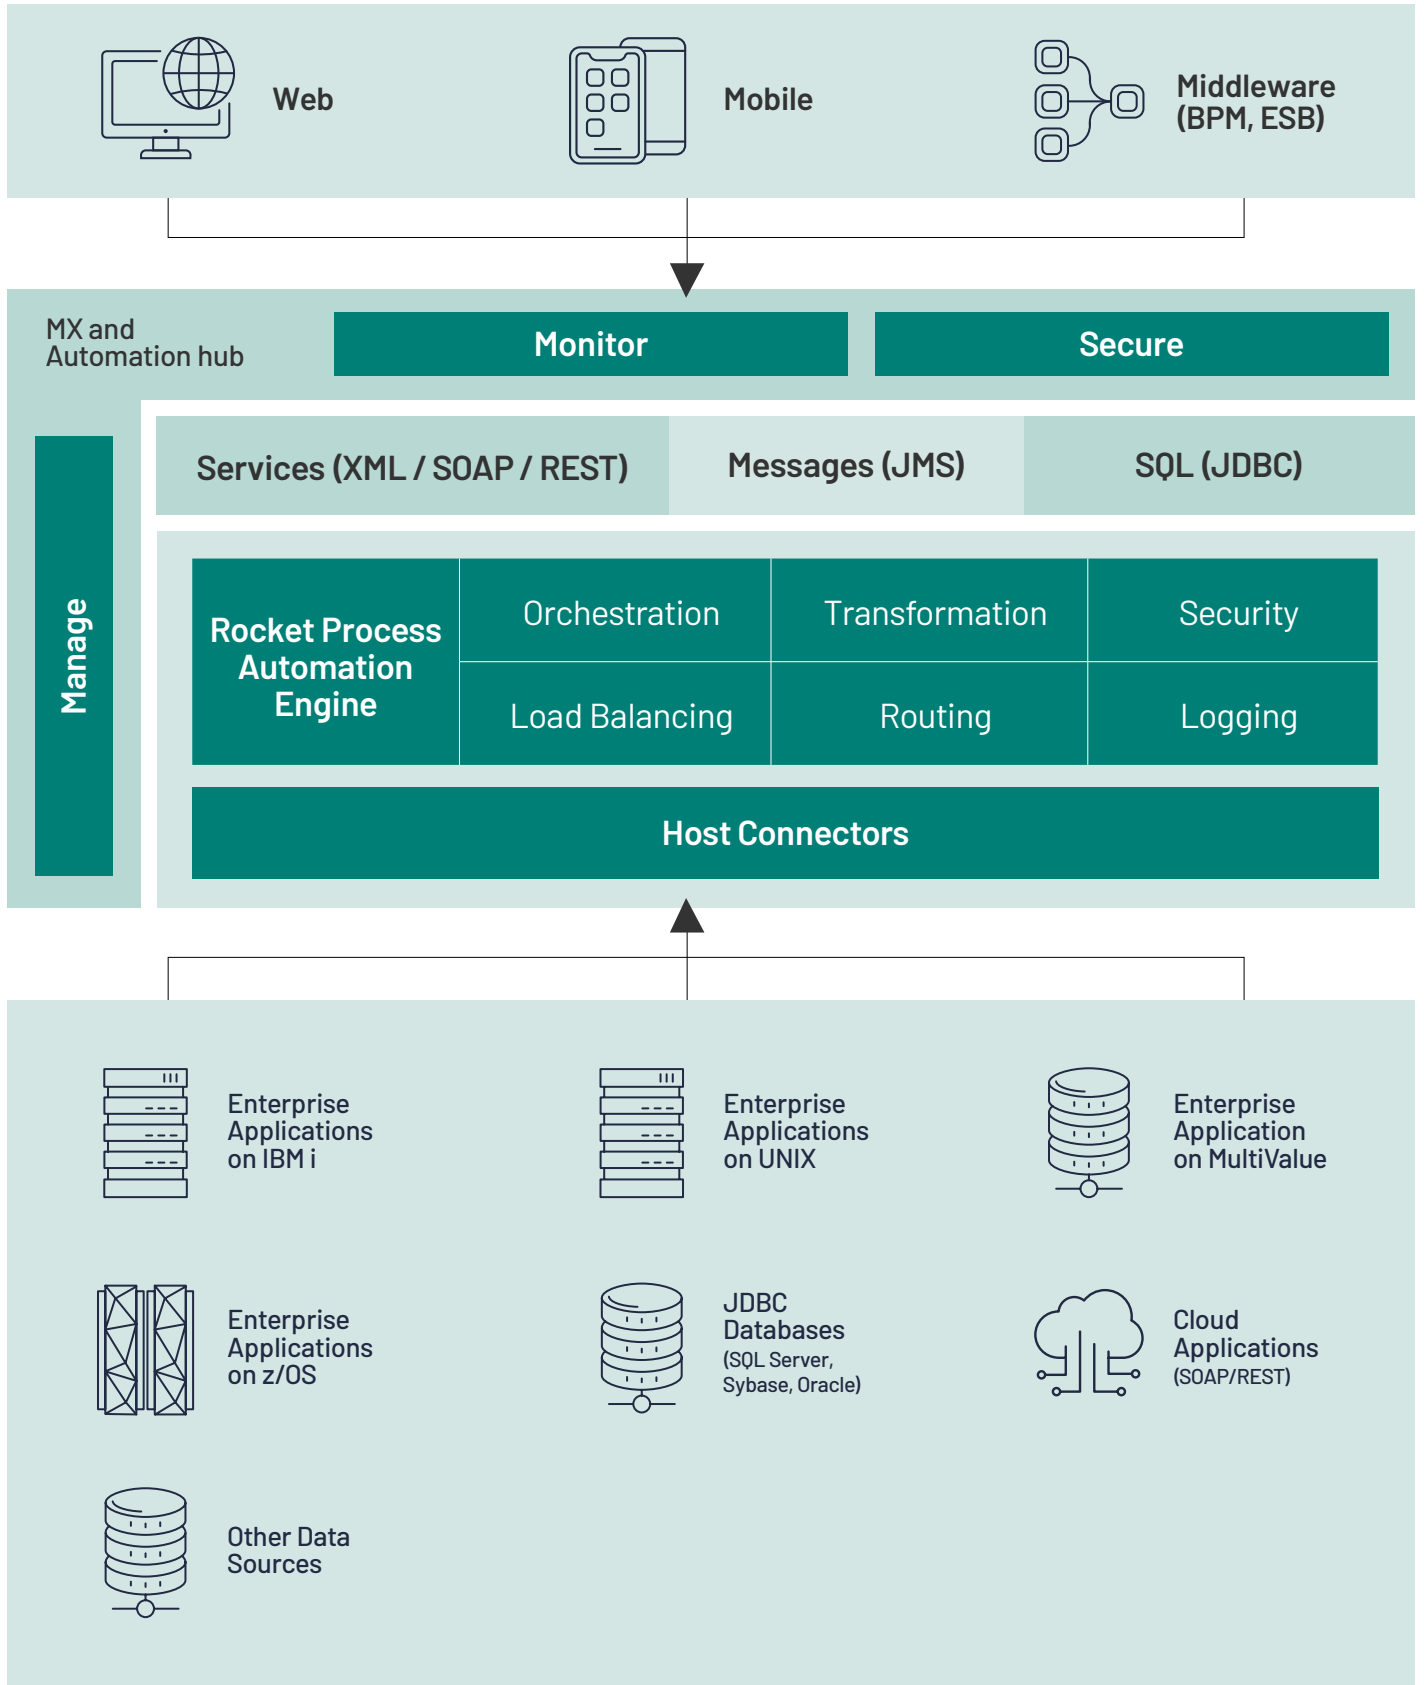 Web
Mobile
Middleware
(BPM, ESB)
MX and
Automation hub
Monitor
Secure
Manage
Services (XML / SOAP / REST)
Messages (JMS)
SQL (JDBC)
Rocket Process
Automation
Engine
Orchestration
Transformation
Security
Load Balancing
Routing
Logging
Host Connectors
Enterprise
Applications
on IBM i
Enterprise
Applications
on UNIX
Enterprise
Application
on MultiValue
Enterprise
Applications
on z/OS
JDBC
Databases
(SQL Server,
Sybase, Oracle)
Cloud
Applications
(SOAP/REST)
Other Data
Sources